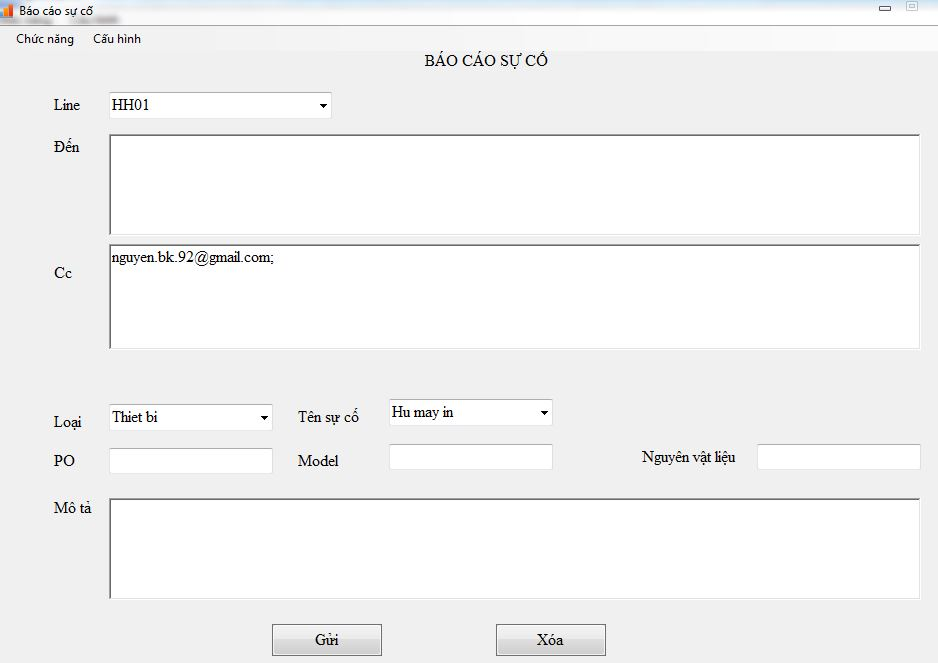 Báo cáo sự cố
Chức năng Cấu hình
BÁO CÁO SỰ CỐ
Line HH01
Đến
Cc nguyen.bk.92@gmail.com;
Loại Thiet bi Tên sự cố Hu may in
PO Model Nguyên vật liệu
Mô tả
Gửi Xóa